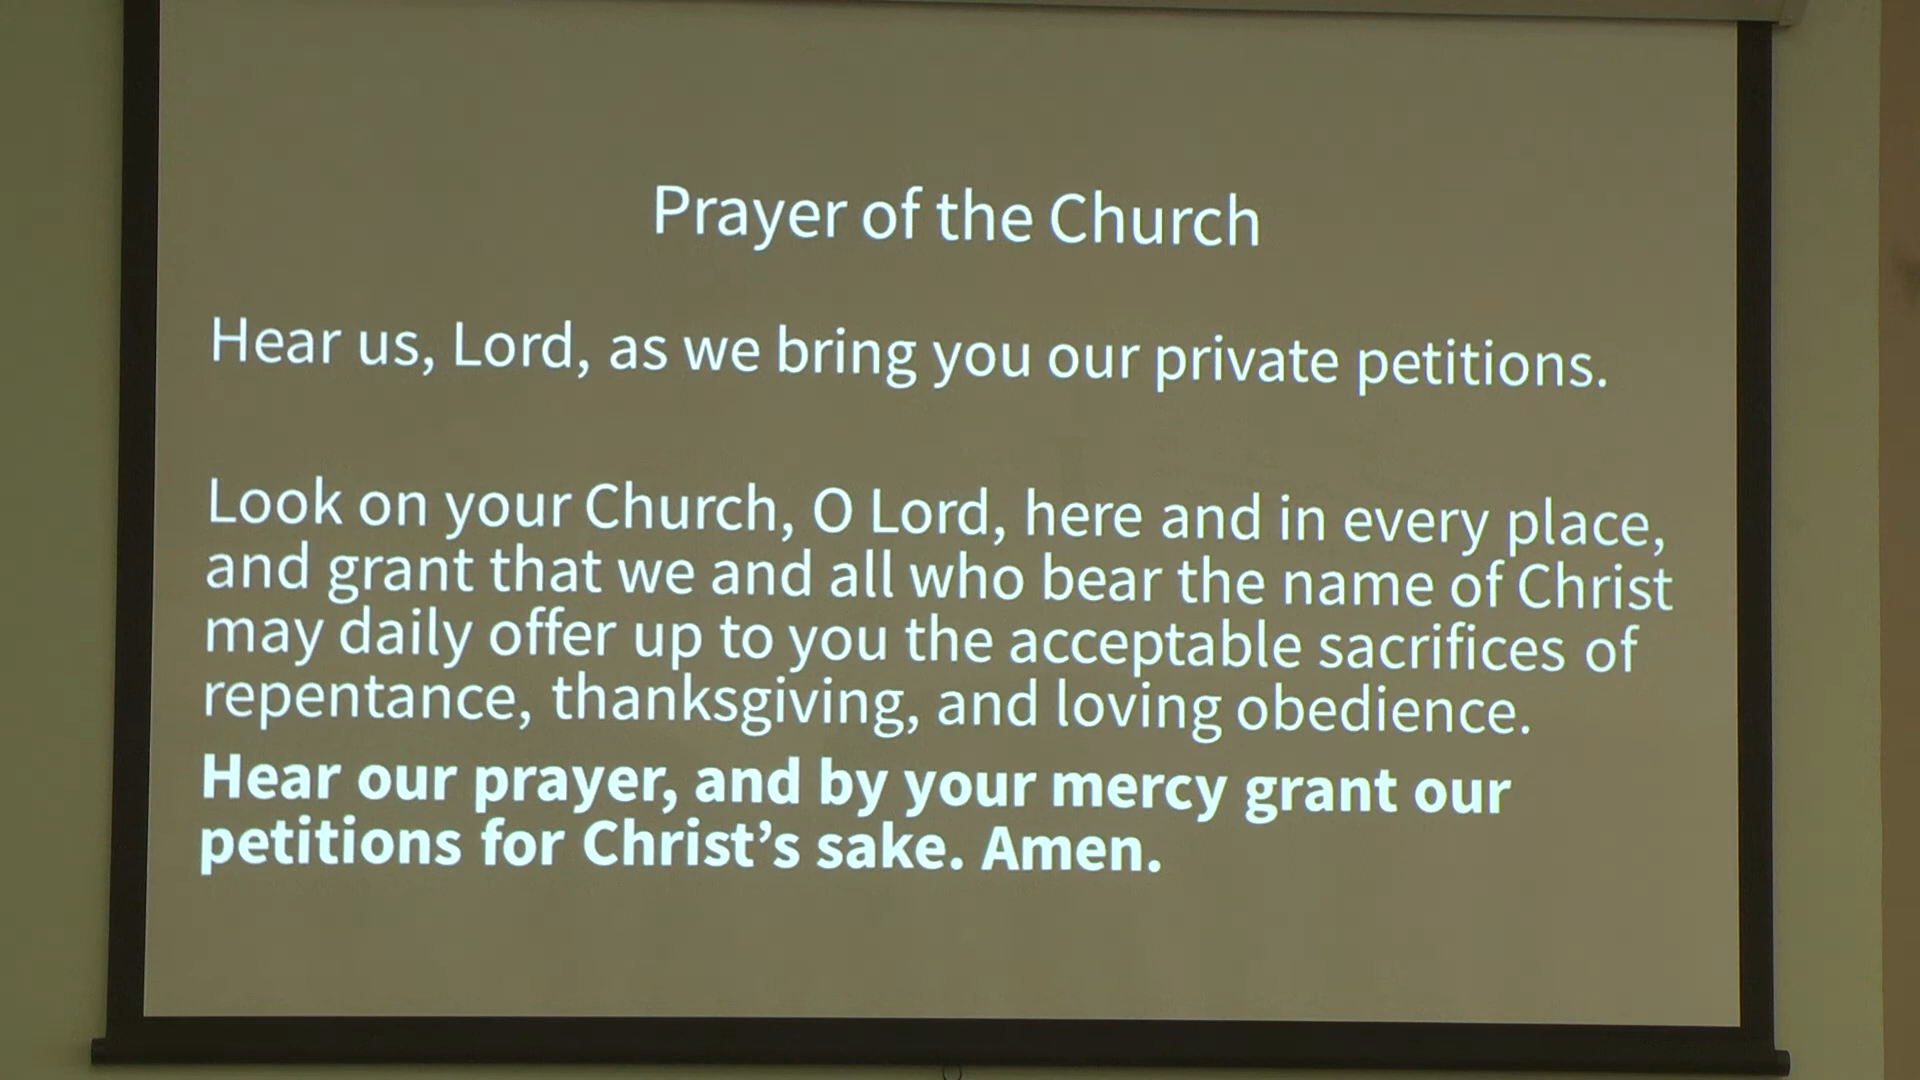 Prayer of the Church
Hear us, Lord, as we bring you our private petitions.
Look on your Church, O Lord, here and in every place,
and grant that we and all who bear the name of Christ
may daily offer up to you the acceptable sacrifices of
repentance, thanksgiving, and loving obedience.
Hear our prayer, and by your mercy grant our
petitions for Christ’s sake. Amen.